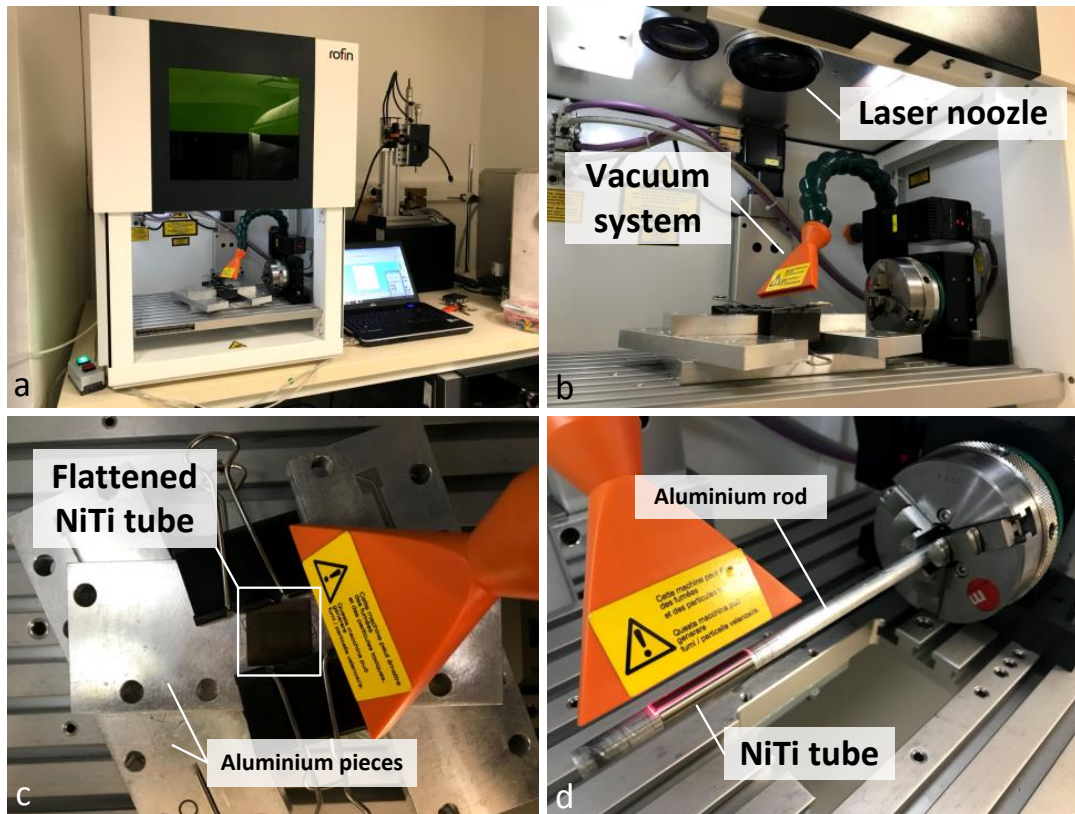 rofin
a
Laser noozle
Vacuum
system
b
Flattened
NiTi tube
Aluminium pieces
c
Aluminium rod
Cette machine peut
des fumées
et des particules
Questa macchina può
generare
fumi / particelle
NiTi tube
d